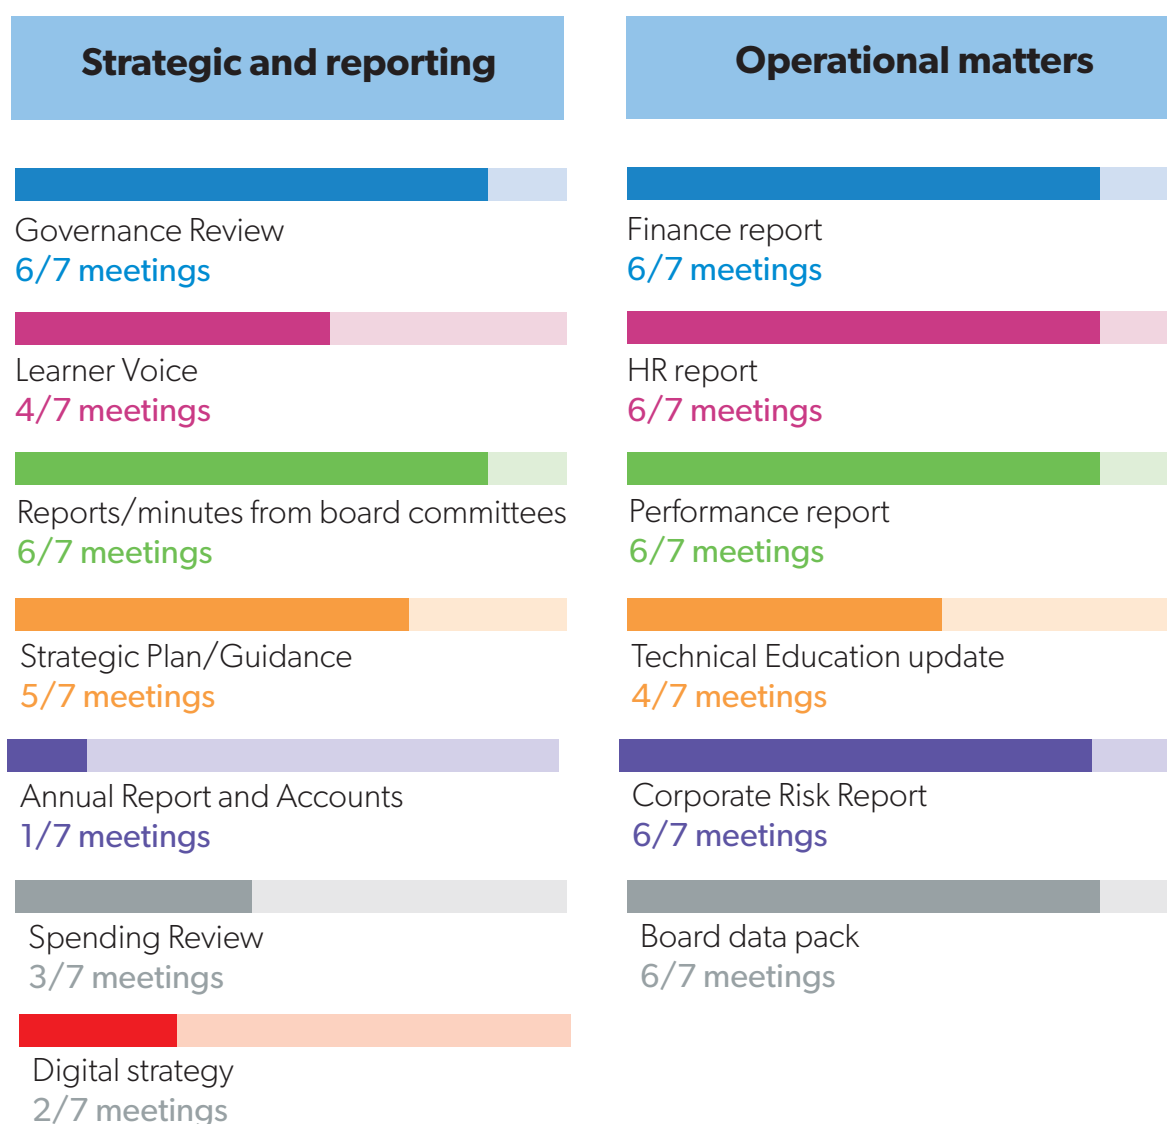 Strategic and reporting
Governance Review
6/7 meetings
Learner Voice
4/7 meetings
Reports/minutes from board committees
6/7 meetings
Strategic Plan/Guidance
5/7 meetings
Annual Report and Accounts
1/7 meetings
Spending Review
3/7 meetings
Digital strategy
2/7 meetings
Operational matters
Finance report
6/7 meetings
HR report
6/7 meetings
Performance report
6/7 meetings
Technical Education update
4/7 meetings
Corporate Risk Report
6/7 meetings
Board data pack
6/7 meetings